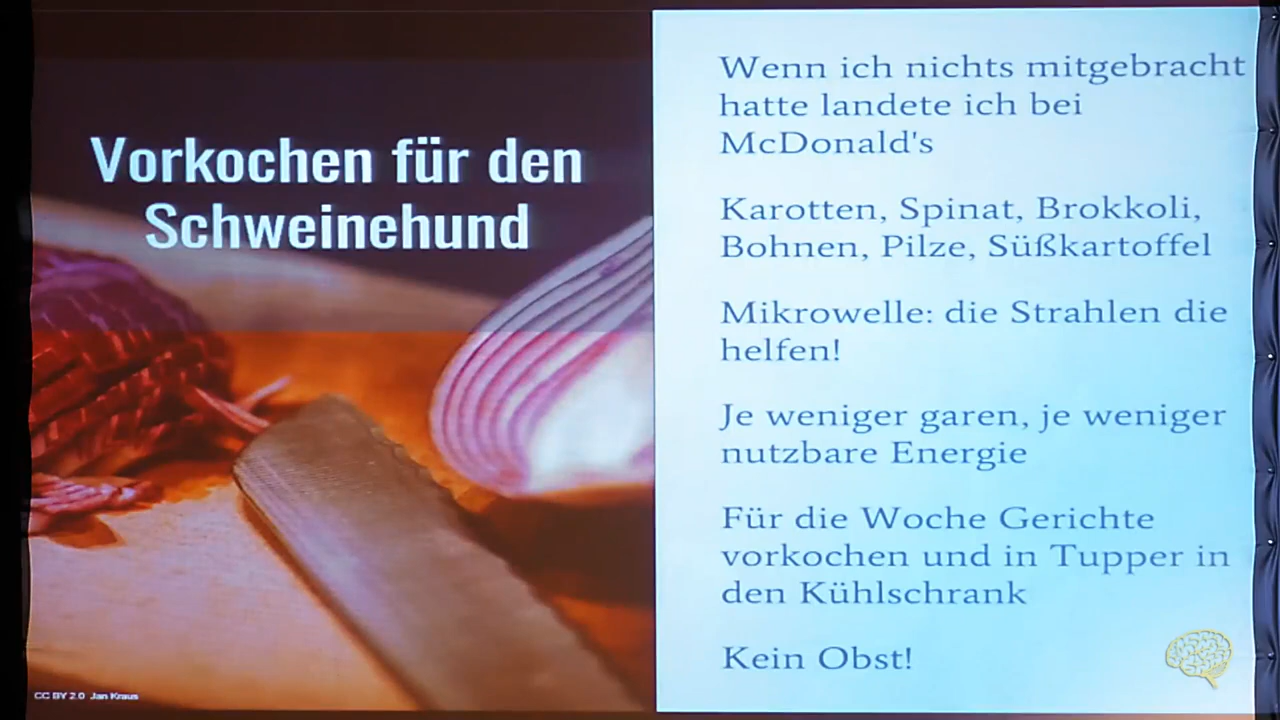 Vorkochen für den
Schweinehund
Wenn ich nichts mitgebracht
hatte landete ich bei
McDonald's
Karotten, Spinat, Brokkoli,
Bohnen, Pilze, Süßkartoffel
Mikrowelle: die Strahlen die
helfen!
Je weniger garen, je weniger
nutzbare Energie
Für die Woche Gerichte
vorkochen und in Tupper in
den Kühlschrank
Kein Obst!
CC BY 2.0 Jan Kraus